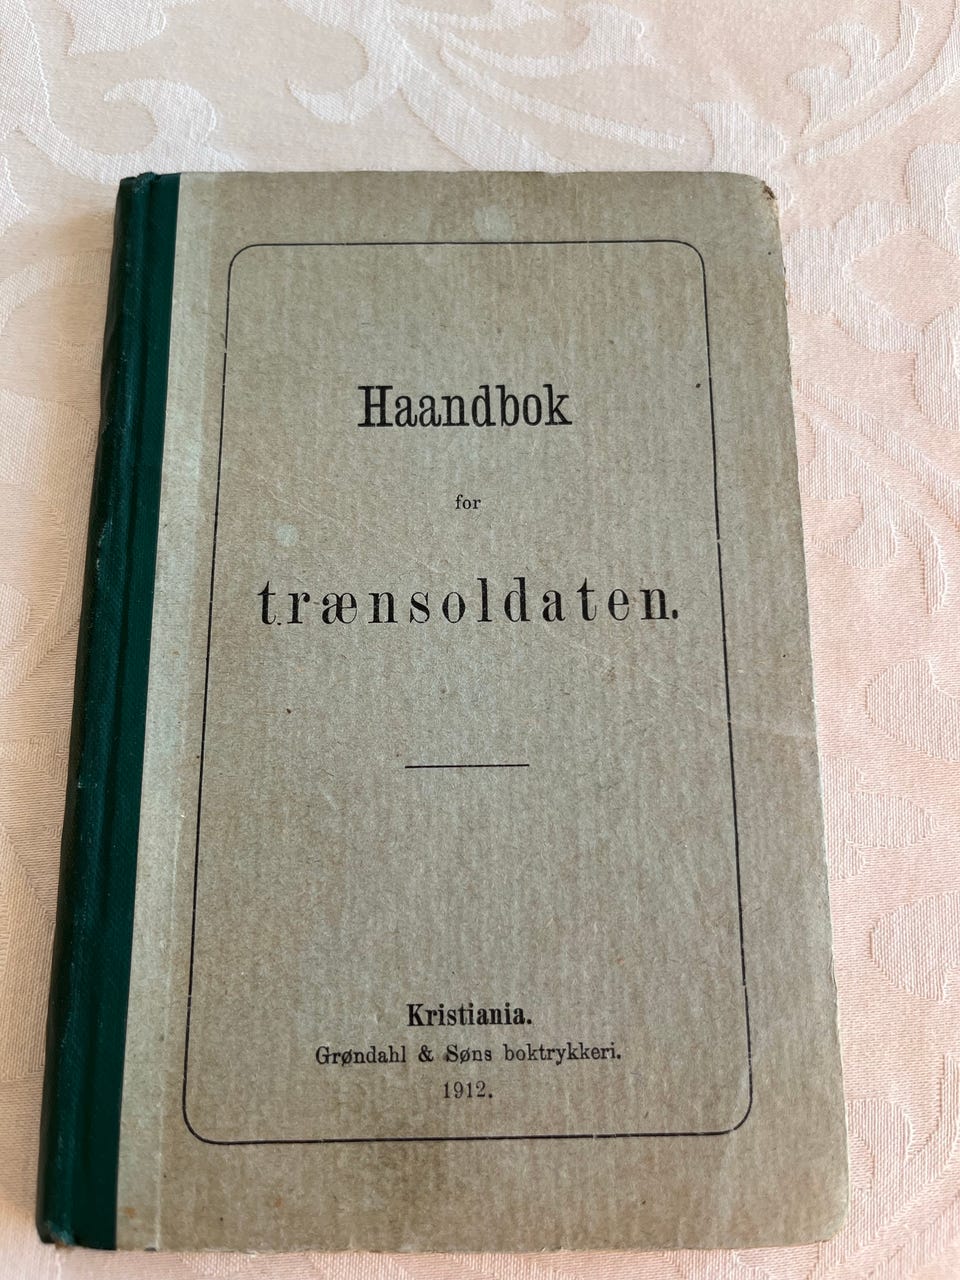 Haandbok
for
trænsoldaten.
Kristiania.
Grøndahl & Søns boktrykkeri.
1912.